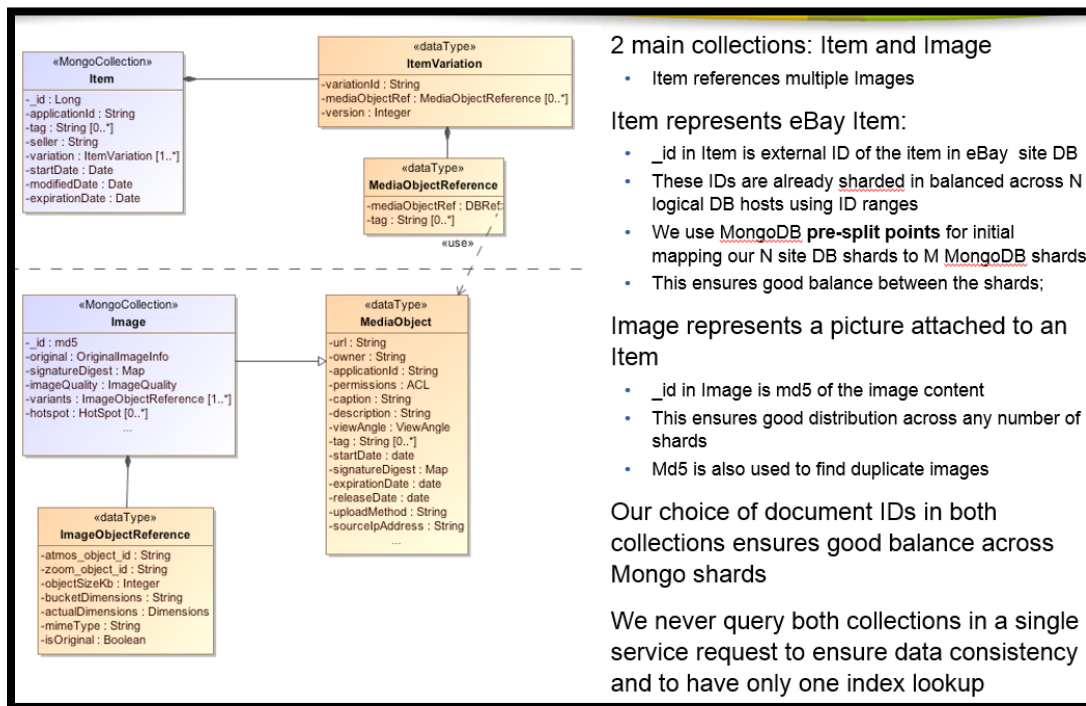 «MongoCollection»
Item
-_id : Long
-applicationId : String
-tag : String [0..*]
-seller : String
-variation : ItemVariation [1..*]
-startDate : Date
-modifiedDate : Date
-expirationDate : Date
«dataType»
ItemVariation
-variationId : String
-mediaObjectRef : MediaObjectReference [0..*]
-version : Integer
«dataType»
MediaObjectReference
-mediaObjectRef : DBRef
-tag : String [0..*]
«use»
«MongoCollection»
Image
-_id : md5
-original : OriginalImageInfo
-signatureDigest : Map
-imageQuality : ImageQuality
-variants : ImageObjectReference [1..*]
-hotspot : HotSpot [0..*]
...
«dataType»
MediaObject
-url : String
-owner : String
-applicationId : String
-permissions : ACL
-caption : String
-description : String
-viewAngle : ViewAngle
-tag : String [0..*]
-startDate : date
-signatureDigest : Map
-expirationDate : date
-releaseDate : date
-uploadMethod : String
-sourceIpAddress : String
...
«dataType»
ImageObjectReference
-atmos_object_id : String
-zoom_object_id : String
-objectSizeKb : Integer
-bucketDimensions : String
-actualDimensions : Dimensions
-mimeType : String
-isOriginal : Boolean
2 main collections: Item and Image
• Item references multiple Images
Item represents eBay Item:
• _id in Item is external ID of the item in eBay site DB
• These IDs are already sharded in balanced across N
logical DB hosts using ID ranges
• We use MongoDB pre-split points for initial
mapping our N site DB shards to M MongoDB shards
• This ensures good balance between the shards;
Image represents a picture attached to an
Item
• _id in Image is md5 of the image content
• This ensures good distribution across any number of
shards
• Md5 is also used to find duplicate images
Our choice of document IDs in both
collections ensures good balance across
Mongo shards
We never query both collections in a single
service request to ensure data consistency
and to have only one index lookup